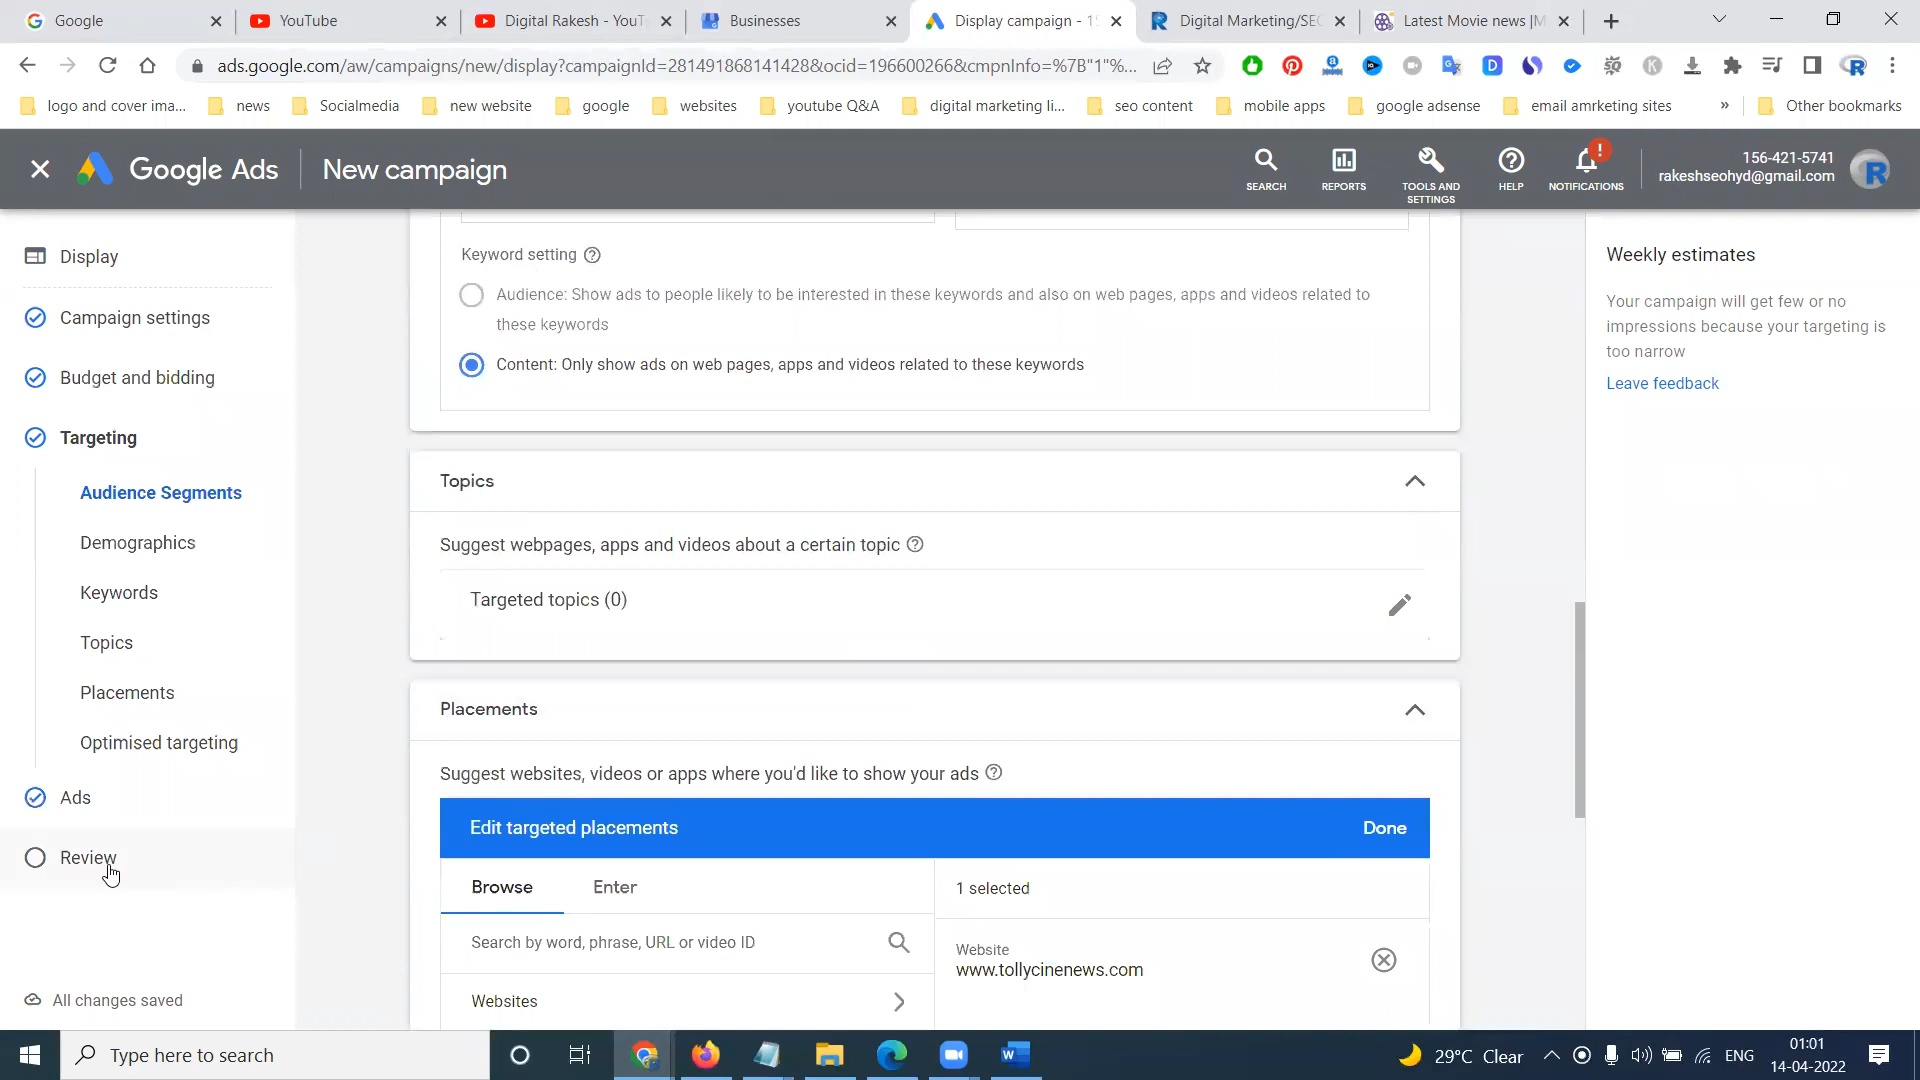 Google
YouTube
Digital Rakesh - YouT
Businesses
Display campaign - 15
Digital Marketing/SEO
Latest Movie news |M
ads.google.com/aw/campaigns/new/display?campaignId=281491868141428&ocid=196600266&cmpnInfo=%7B"1"%...
logo and cover ima...
news
Socialmedia
new website
google
websites
youtube Q&A
digital marketing li...
seo content
mobile apps
google adsense
email amrketing sites
»
Other bookmarks
Google Ads
New campaign
SEARCH
REPORTS
TOOLS AND
SETTINGS
HELP
NOTIFICATIONS
156-421-5741
rakeshseohyd@gmail.com
Display
Campaign settings
Budget and bidding
Targeting
Audience Segments
Demographics
Keywords
Topics
Placements
Optimised targeting
Ads
Review
All changes saved
Keyword setting
Audience: Show ads to people likely to be interested in these keywords and also on web pages, apps and videos related to
these keywords
Content: Only show ads on web pages, apps and videos related to these keywords
Topics
Suggest webpages, apps and videos about a certain topic
Targeted topics (0)
Placements
Suggest websites, videos or apps where you'd like to show your ads
Edit targeted placements
Done
Browse
Enter
1 selected
Search by word, phrase, URL or video ID
Website
www.tollycinenews.com
Websites
Weekly estimates
Your campaign will get few or no
impressions because your targeting is
too narrow
Leave feedback
Type here to search
29°C Clear
ENG
01:01
14-04-2022